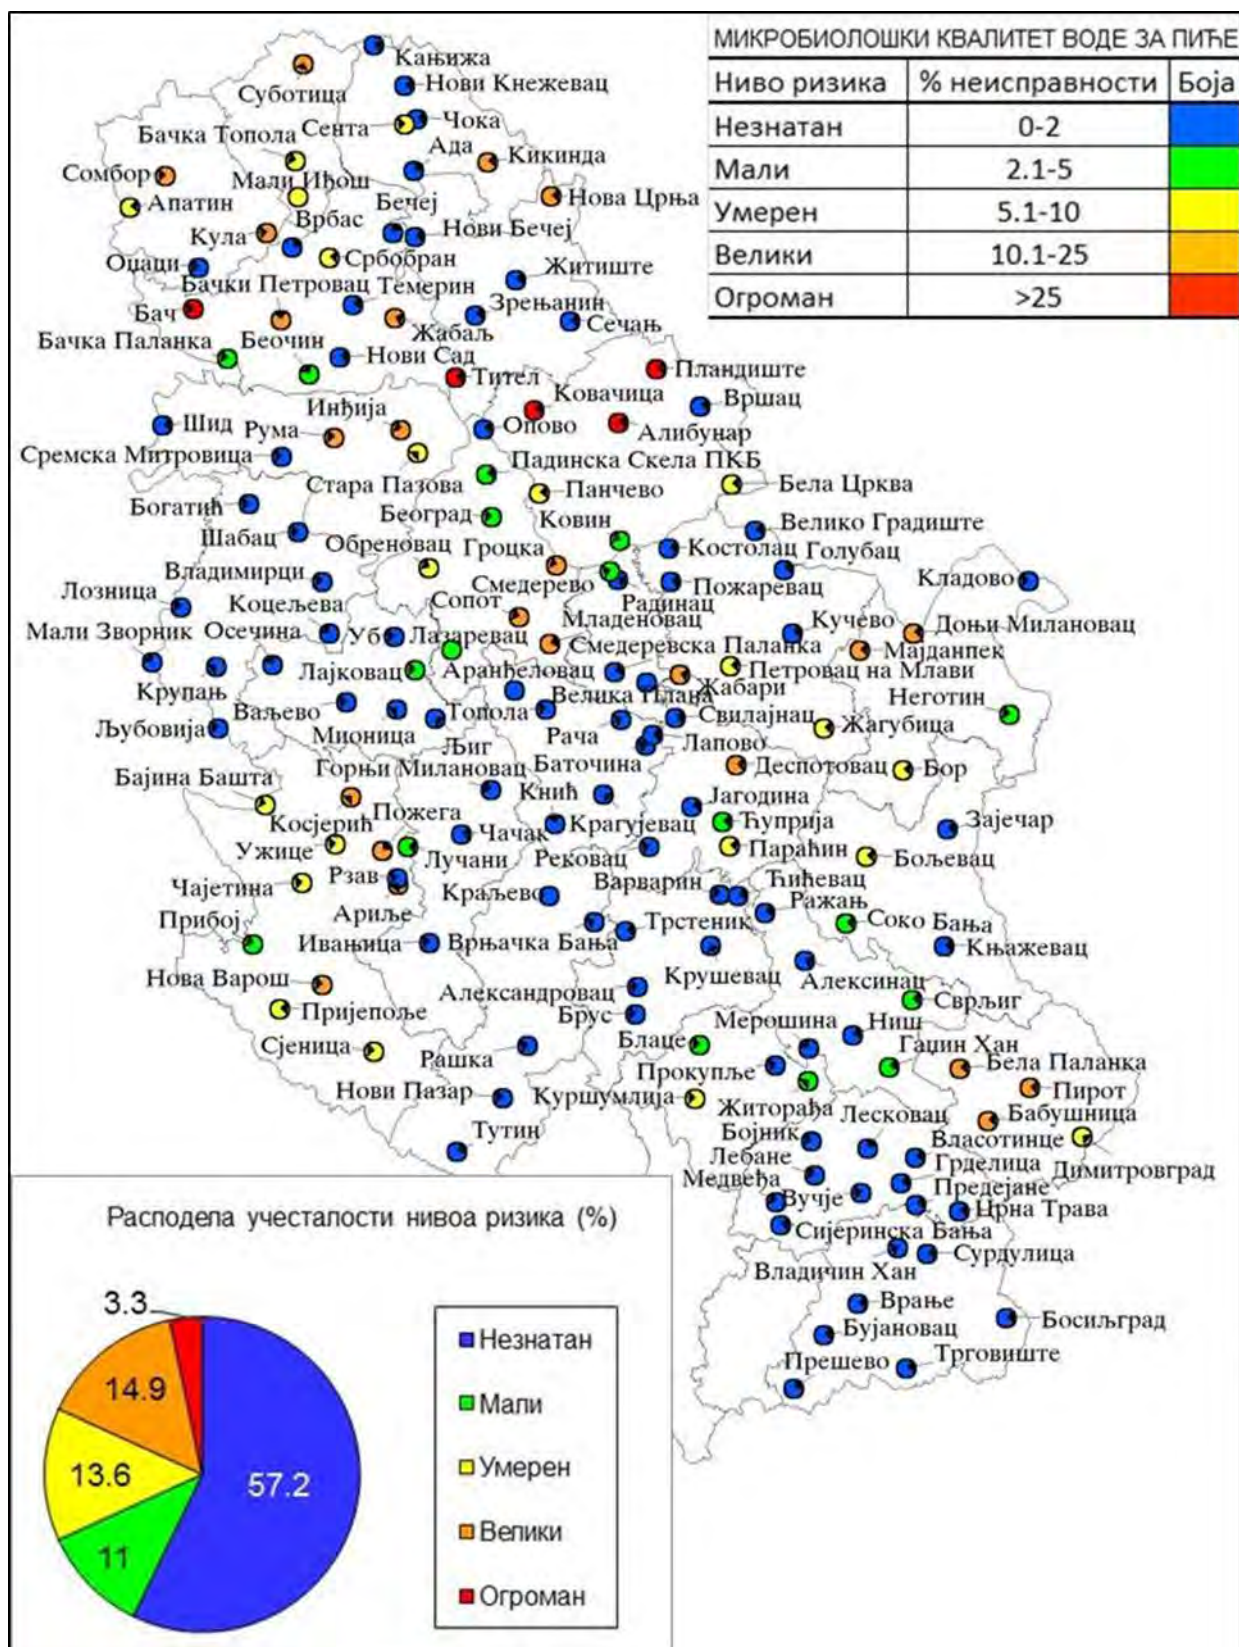 МИКРОБИОЛОШКИ КВАЛИТЕТ ВОДЕ ЗА ПИЋЕ
Ниво ризика % неисправности Боја
Незнатан 0-2
Мали 2.1-5
Умерен 5.1-10
Велики 10.1-25
Огроман >25
Кањижа
Суботица
Нови Кнежевац
Бачка Топола
Сента
Чока
Ада
Кикинда
Сомбор
Мали Иђош
Апатин
Бечеј
Нова Црња
Врбас
Кула
Нови Бечеј
Оџаци
Србобран
Житиште
Бачки Петровац
Темерин
Зрењанин
Бач
Жабаљ
Сечањ
Бачка Паланка
Беочин
Нови Сад
Тител
Пландиште
Ковачица
Вршац
Шид
Инђија
Рума
Опово
Алибунар
Сремска Митровица
Падинска Скела ПКБ
Стара Пазова
Панчево
Бела Црква
Богатић
Београд
Ковин
Велико Градиште
Шабац
Обреновац
Гроцка
Костолац
Голубац
Владимирци
Смедерево
Пожаревац
Кладово
Лозница
Коцељева
Сопот
Радинац
Мали Зворник
Осечина
Уб
Лазаревац
Младеновац
Кучево
Доњи Милановац
Смедеревска Паланка
Мајданпек
Крупањ
Лајковац
Аранђеловац
Петровац на Млави
Жабари
Велика Плана
Неготин
Љубовија
Ваљево
Топола
Свилајнац
Мионица
Љиг
Рача
Лапово
Жагубица
Бајина Башта
Горњи Милановац
Баточина
Деспотовац
Бор
Кнић
Јагодина
Косјерић
Пожега
Чачак
Крагујевац
Ћуприја
Зајечар
Ужице
Лучани
Рековац
Параћин
Бољевац
Чајетина
Рзав
Краљево
Варварин
Ћићевац
Ариље
Ражањ
Прибој
Ивањица
Врњачка Бања
Трстеник
Соко Бања
Књажевац
Нова Варош
Крушевац
Алексинац
Александровац
Пријепоље
Брус
Сврљиг
Мерошина
Ниш
Сјеница
Рашка
Блаце
Гаџин Хан
Прокупље
Бела Паланка
Нови Пазар
Куршумлија
Житорађа
Пирот
Лесковац
Бабушница
Тутин
Бојник
Власотинце
Лебане
Грделица
Димитровград
Медвеђа
Вучје
Предејане
Црна Трава
Сијеринска Бања
Сурдулица
Владичин Хан
Врање
Босиљград
Бујановац
Прешево
Трговиште
Расподела учесталости нивоа ризика (%)
3.3
14.9
13.6
11
57.2
Незнатан
Мали
Умерен
Велики
Огроман